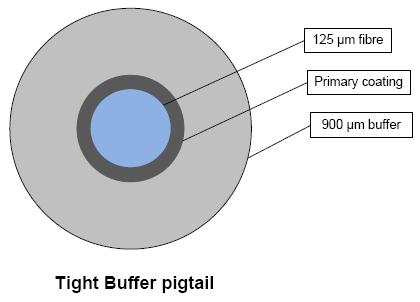 125 µm fibre
Primary coating
900 µm buffer
Tight Buffer pigtail